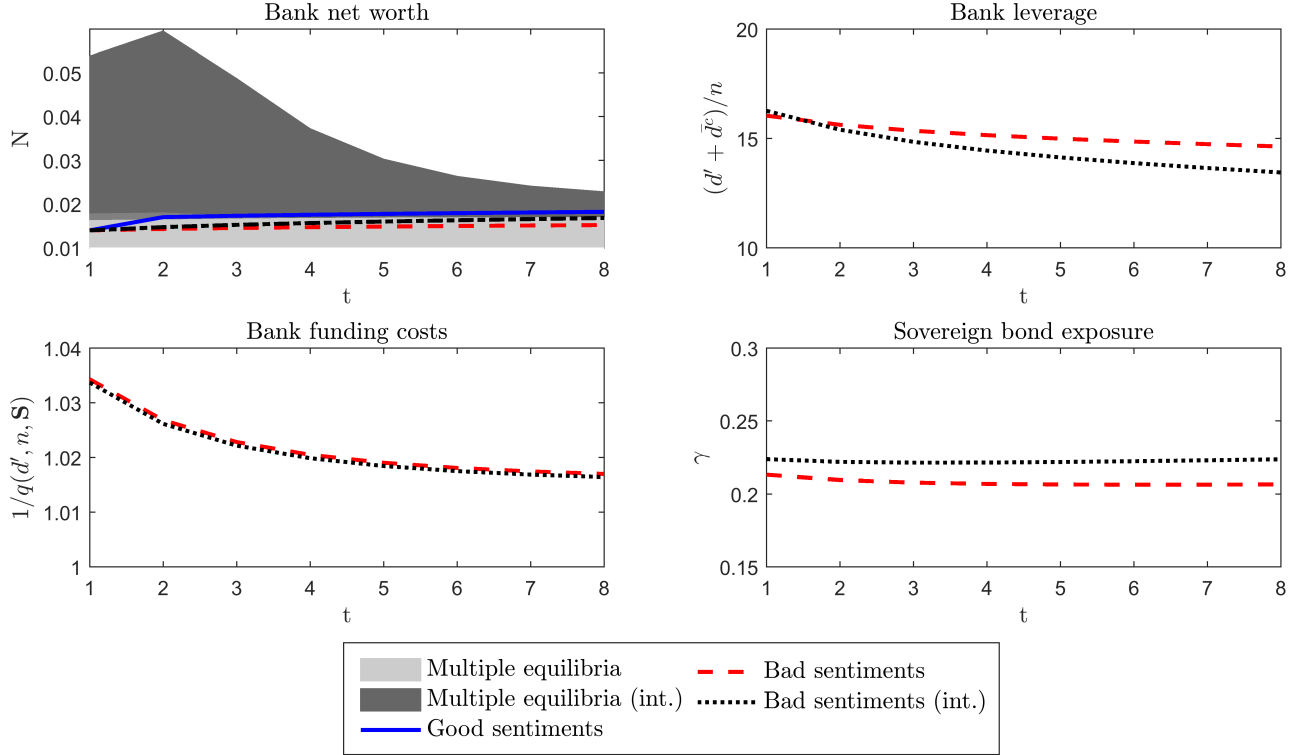 Bank net worth
N
0.05
0.04
0.03
0.02
0.01
1 2 3 4 5 6 7 8
t
Bank leverage
(d′ + d̄ᶜ)/n
20
15
10
1 2 3 4 5 6 7 8
t
Bank funding costs
1/q(d′, n, S)
1.04
1.03
1.02
1.01
1
1 2 3 4 5 6 7 8
t
Sovereign bond exposure
γ
0.3
0.25
0.2
0.15
1 2 3 4 5 6 7 8
t
Multiple equilibria
Multiple equilibria (int.)
Good sentiments
Bad sentiments
Bad sentiments (int.)